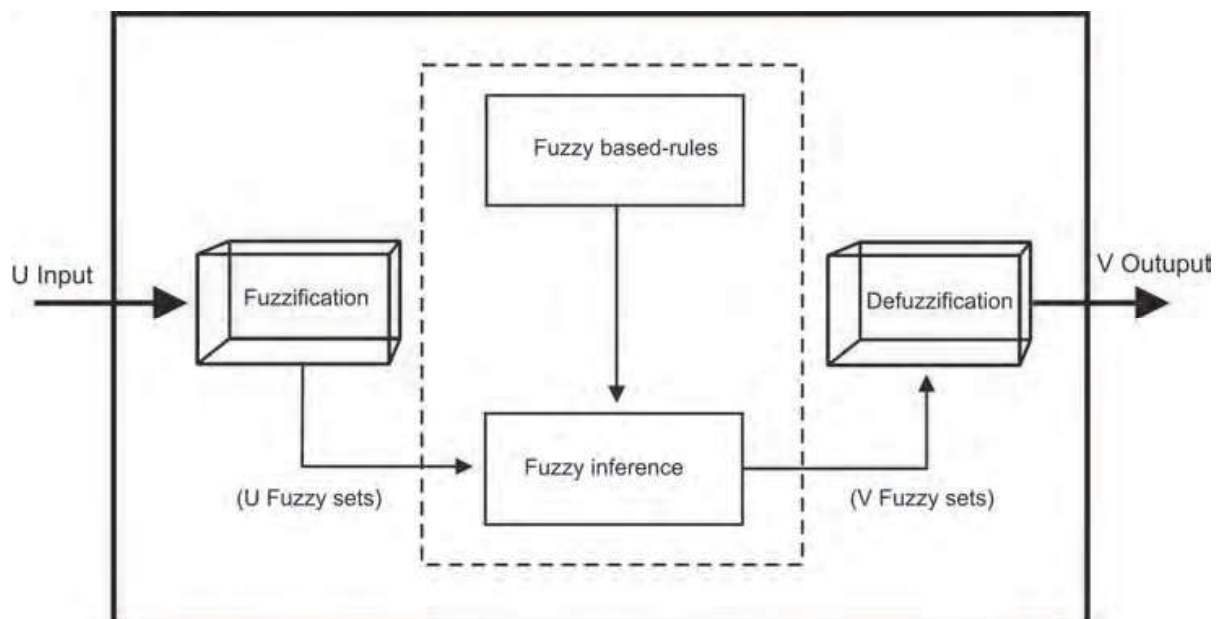 Fuzzy based-rules
U Input
Fuzzification
Defuzzification
V Outuput
Fuzzy inference
(U Fuzzy sets)
(V Fuzzy sets)